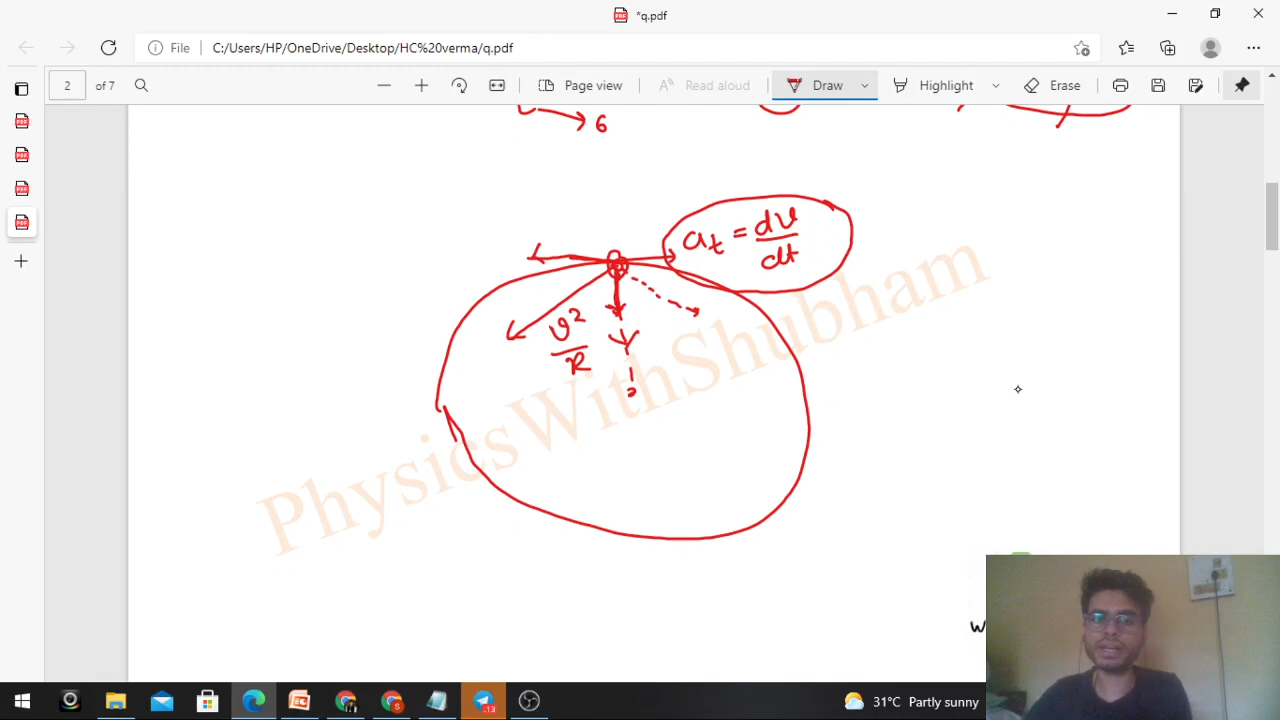 *q.pdf
File C:/Users/HP/OneDrive/Desktop/HC%20verma/q.pdf
2 of 7 Page view Read aloud Draw Highlight Erase
6
a_t = dv/dt
v²/R
PhysicsWithShubham
W
13
31°C Partly sunny